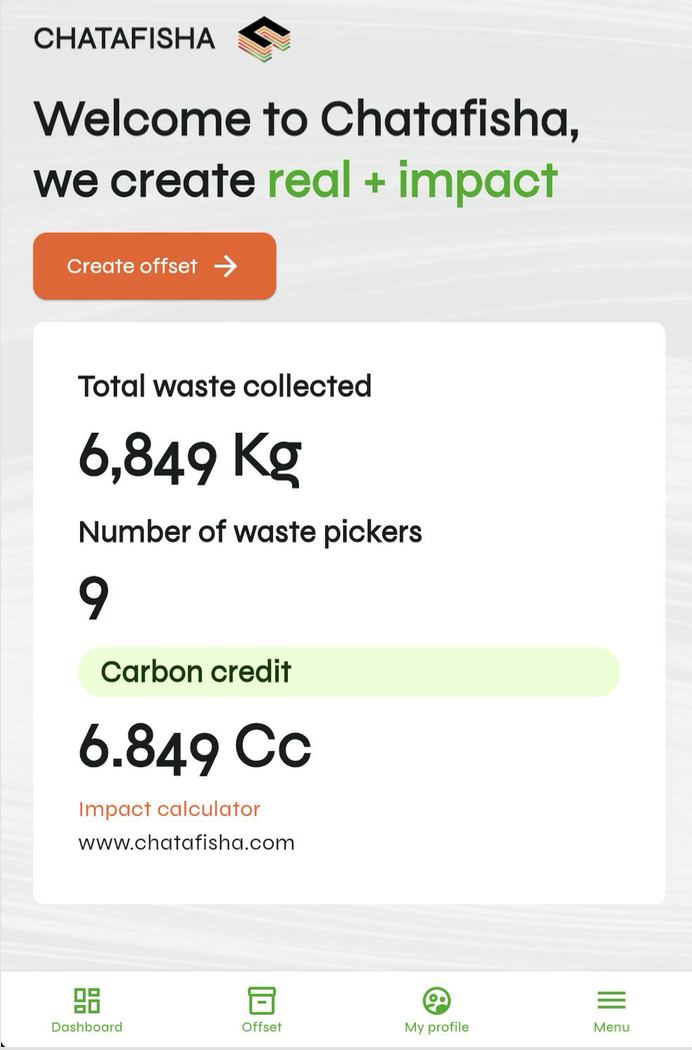 CHATAFISHA
Welcome to Chatafisha,
we create real + impact
Create offset
Total waste collected
6,849 Kg
Number of waste pickers
9
Carbon credit
6.849 Cc
Impact calculator
www.chatafisha.com
Dashboard Offset My profile Menu